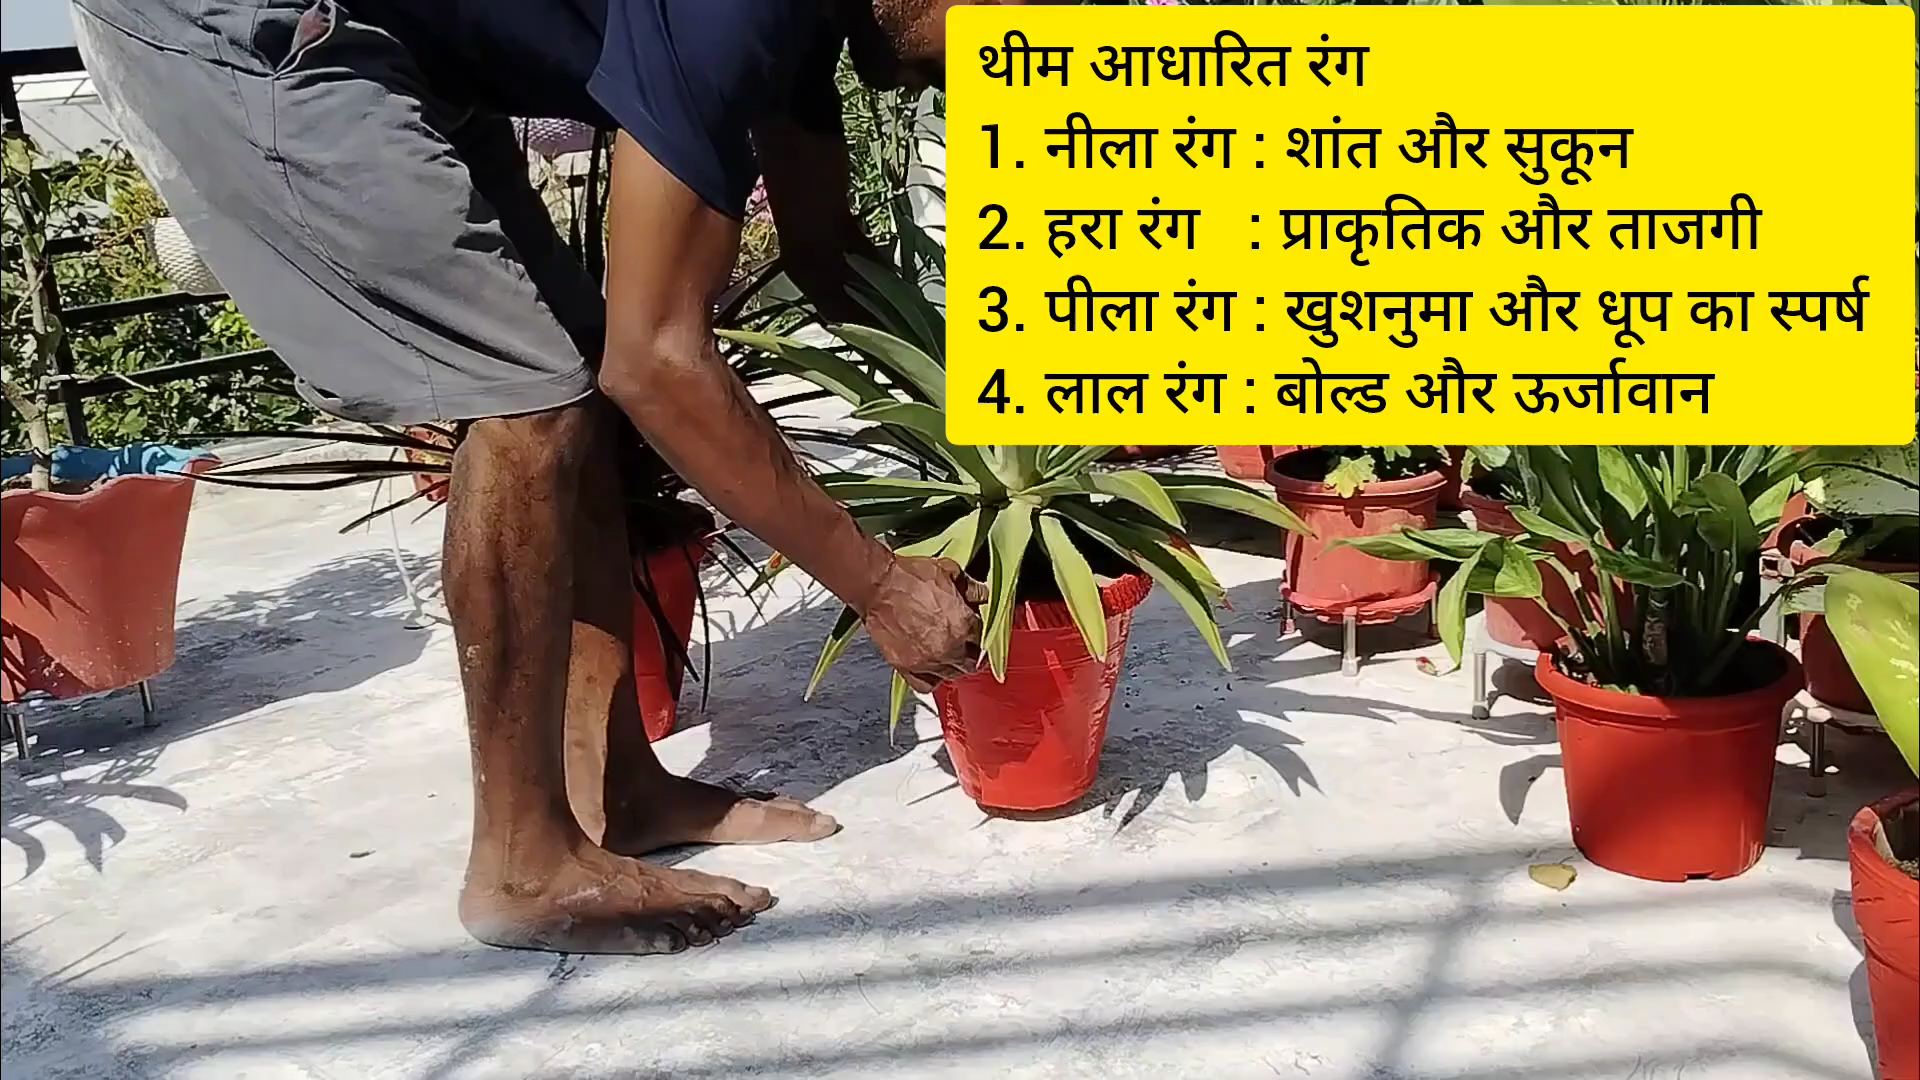 थीम आधारित रंग
1. नीला रंग : शांत और सुकून
2. हरा रंग : प्राकृतिक और ताजगी
3. पीला रंग : खुशनुमा और धूप का स्पर्ष
4. लाल रंग : बोल्ड और ऊर्जावान